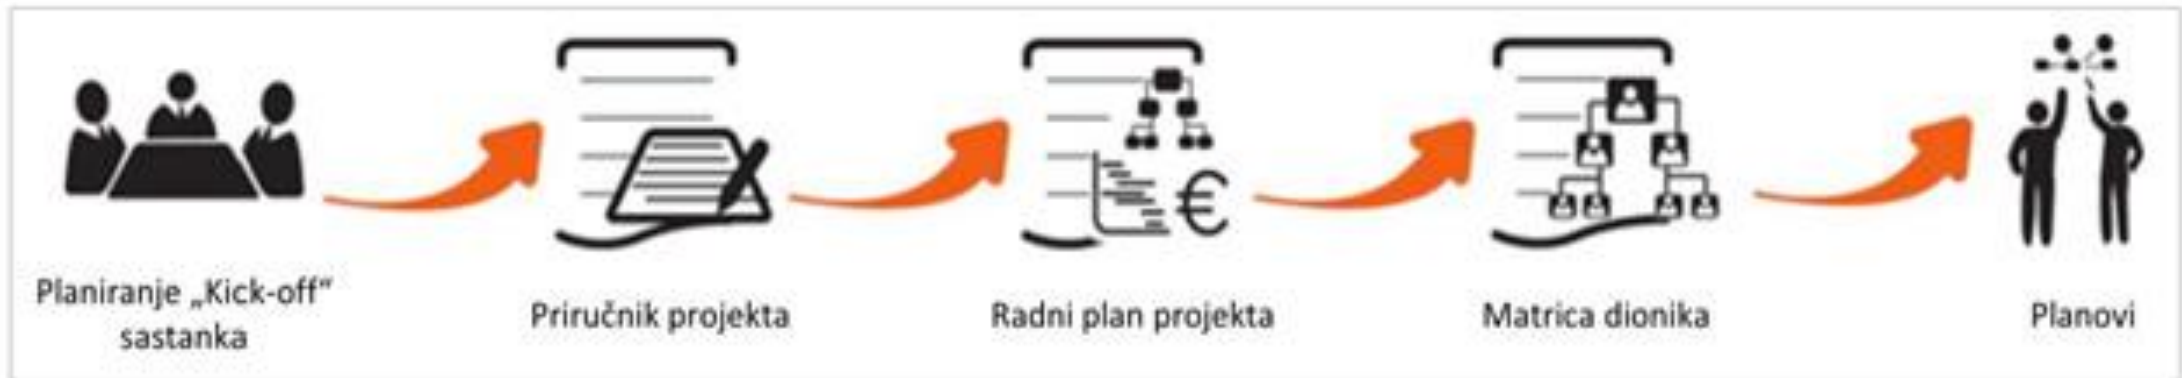 Planiranje „Kick-off“
sastanka
Priručnik projekta
Radni plan projekta
Matrica dionika
Planovi